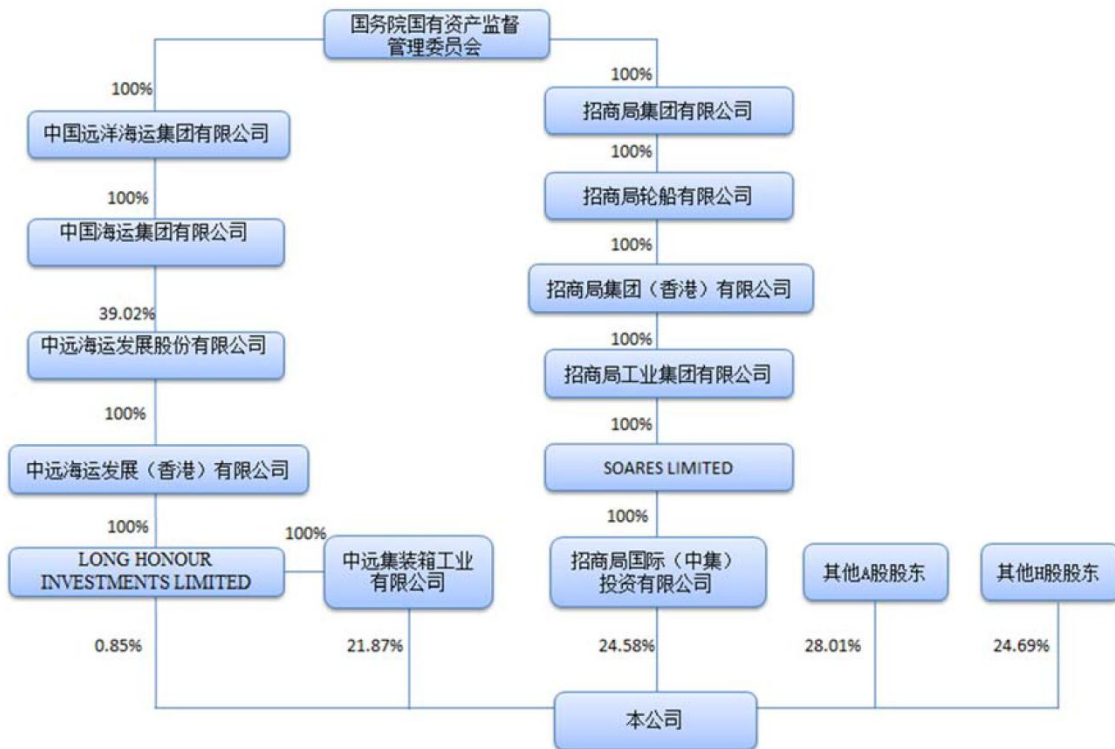 国务院国有资产监督
管理委员会
100%
100%
中国远洋海运集团有限公司
招商局集团有限公司
100%
100%
招商局轮船有限公司
中国海运集团有限公司
100%
招商局集团（香港）有限公司
39.02%
100%
中远海运发展股份有限公司
招商局工业集团有限公司
100%
100%
中远海运发展（香港）有限公司
SOARES LIMITED
100%
100%
100%
LONG HONOUR
INVESTMENTS LIMITED
中远集装箱工业
有限公司
招商局国际（中集）
投资有限公司
其他A股股东
其他H股股东
0.85%
21.87%
24.58%
28.01%
24.69%
本公司